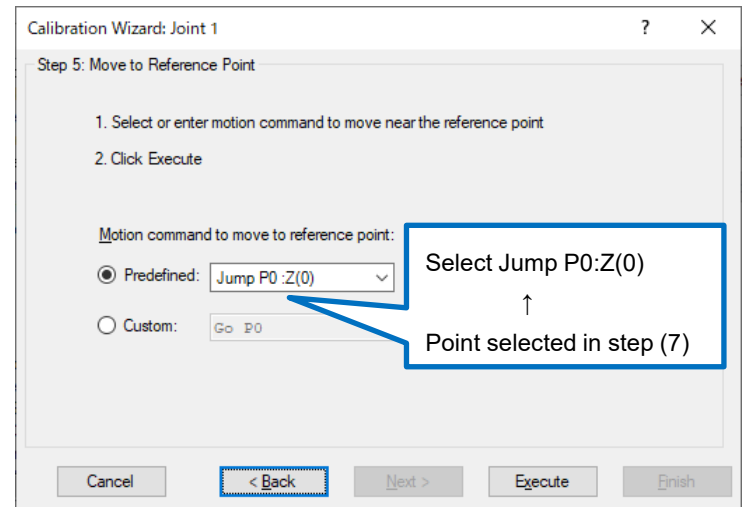 Calibration Wizard: Joint 1
?
Step 5: Move to Reference Point
1. Select or enter motion command to move near the reference point
2. Click Execute
Motion command to move to reference point:
Predefined: Jump P0 :Z(0)
Custom: Go P0
Select Jump P0:Z(0)
↑
Point selected in step (7)
Cancel < Back Next > Execute Finish